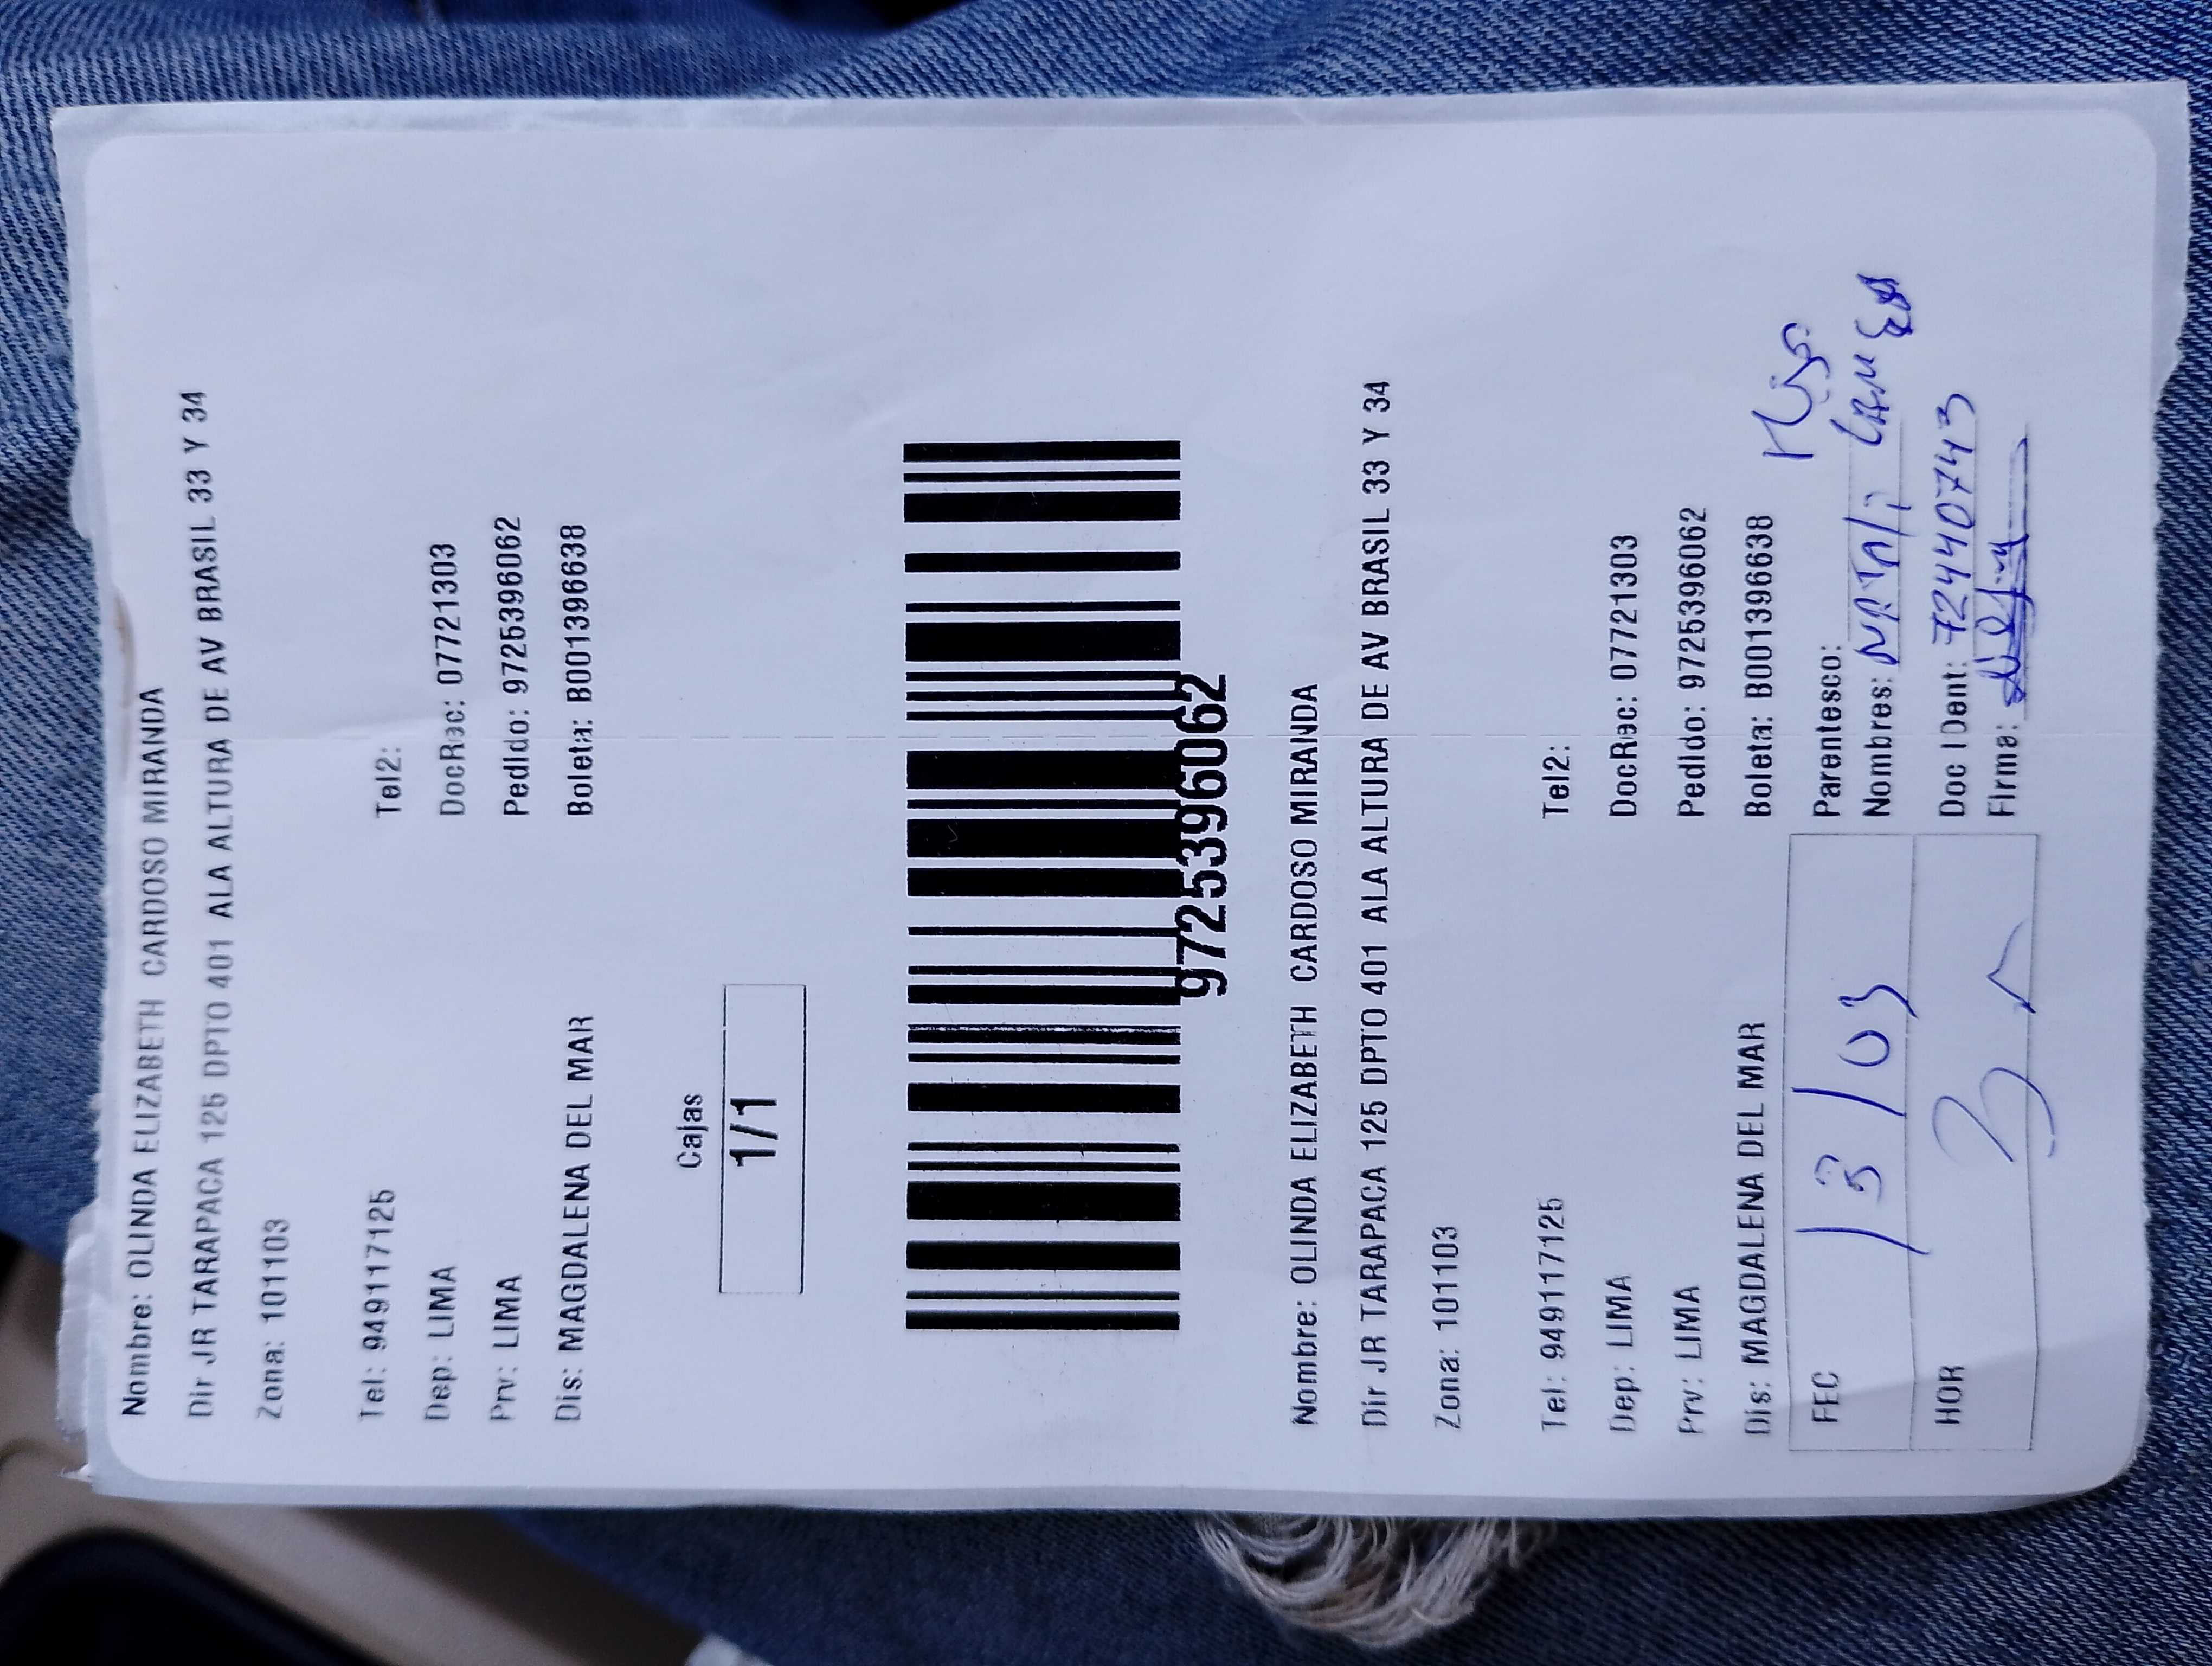 Nombre: OLINDA ELIZABETH CARDOSO MIRANDA
Dir JR TARAPACA 125 DPTO 401 ALA ALTURA DE AV BRASIL 33 Y 34
Zona: 101103
Tel: 949117125 Tel2:
Dep: LIMA DocRec: 07721303
Prv: LIMA Pedido: 9725396062
Dis: MAGDALENA DEL MAR Boleta: B001396638
Cajas
1/1
9725396062
Nombre: OLINDA ELIZABETH CARDOSO MIRANDA
Dir JR TARAPACA 125 DPTO 401 ALA ALTURA DE AV BRASIL 33 Y 34
Zona: 101103
Tel: 949117125 Tel2:
Dep: LIMA DocRec: 07721303
Prv: LIMA Pedido: 9725396062
Dis: MAGDALENA DEL MAR Boleta: B001396638
FEC 13/03 Parentesco:
Nombres:
HOR Doc IDent: 72440743
Firma: